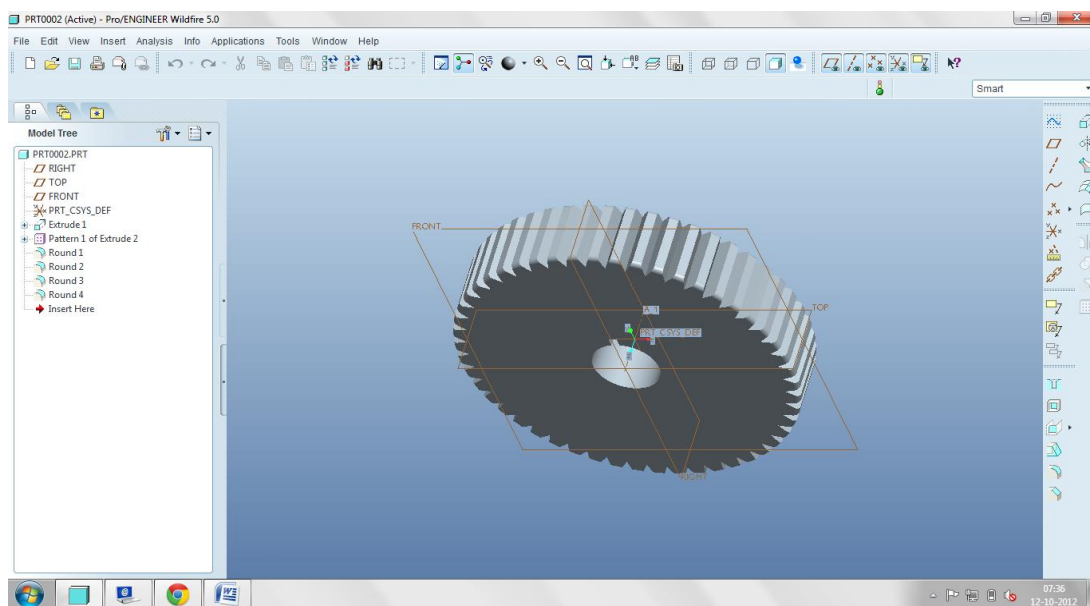 PRT0002 (Active) - Pro/ENGINEER Wildfire 5.0
File Edit View Insert Analysis Info Applications Tools Window Help
Smart
Model Tree
PRT0002.PRT
RIGHT
TOP
FRONT
PRT_CSYS_DEF
Extrude 1
Pattern 1 of Extrude 2
Round 1
Round 2
Round 3
Round 4
Insert Here
FRONT
TOP
A_1
PRT_CSYS_DEF
RIGHT
07:36
12-10-2012